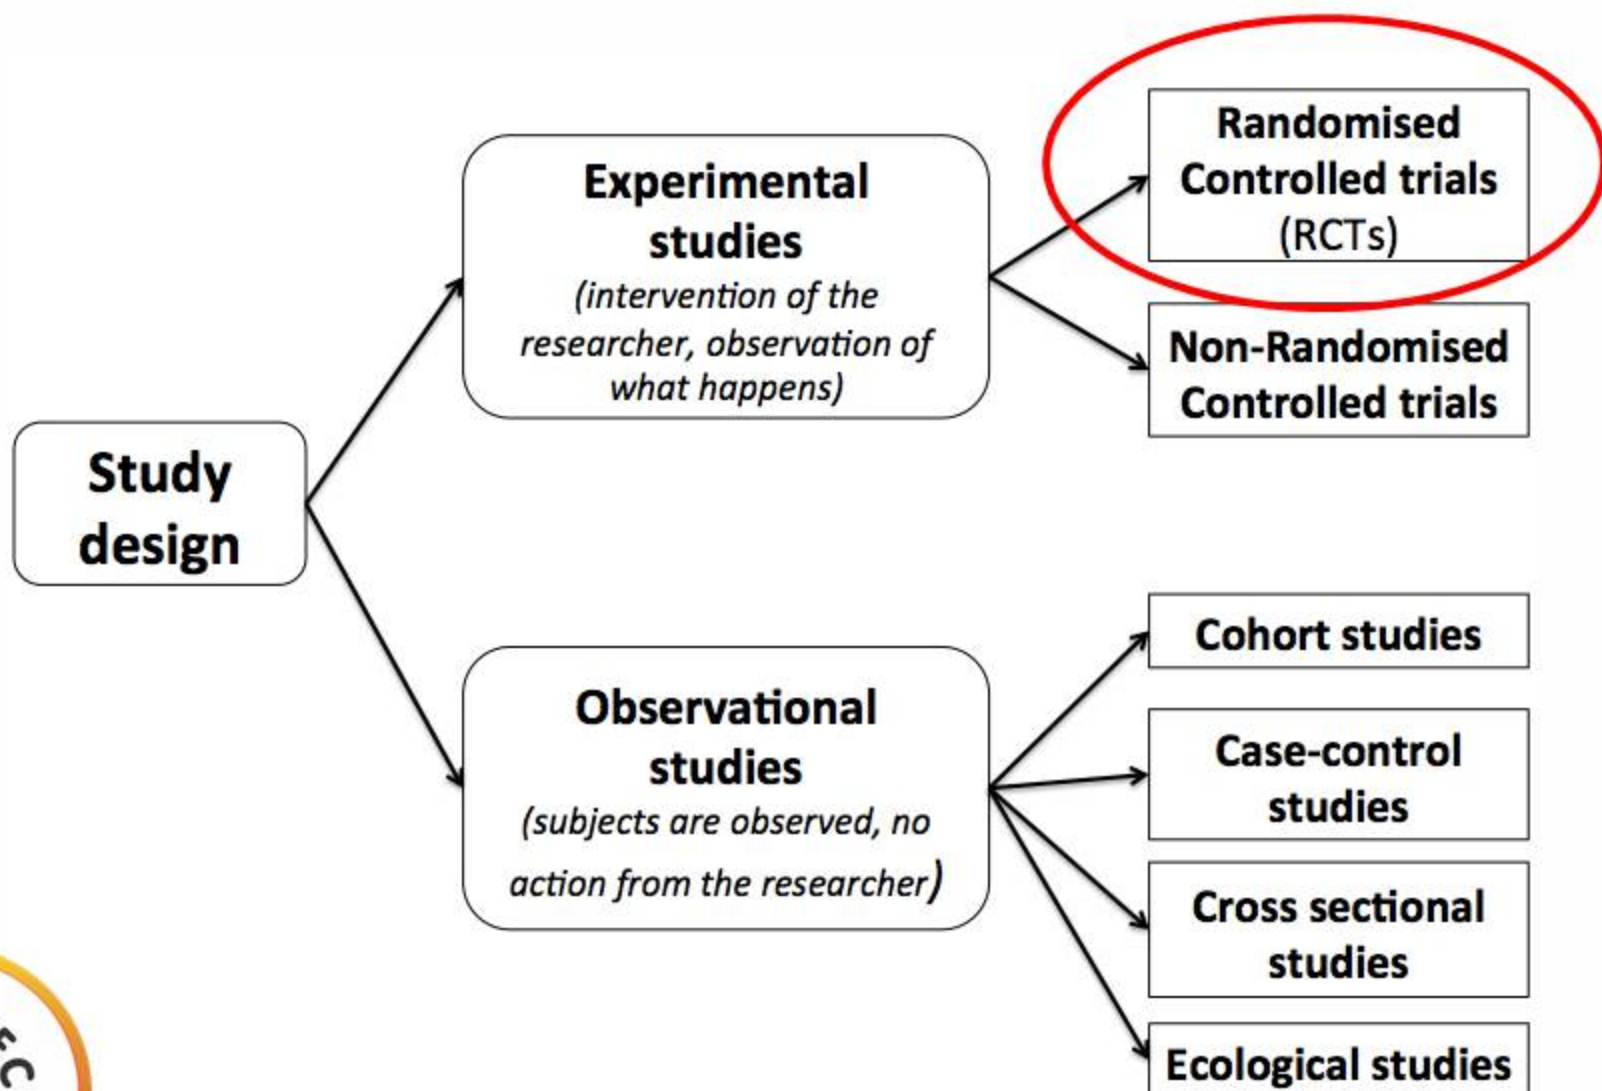 Randomised
Controlled trials
(RCTs)
Experimental
studies
(intervention of the
researcher, observation of
what happens)
Non-Randomised
Controlled trials
Study
design
Cohort studies
Observational
studies
(subjects are observed, no
action from the researcher)
Case-control
studies
Cross sectional
studies
Ecological studies